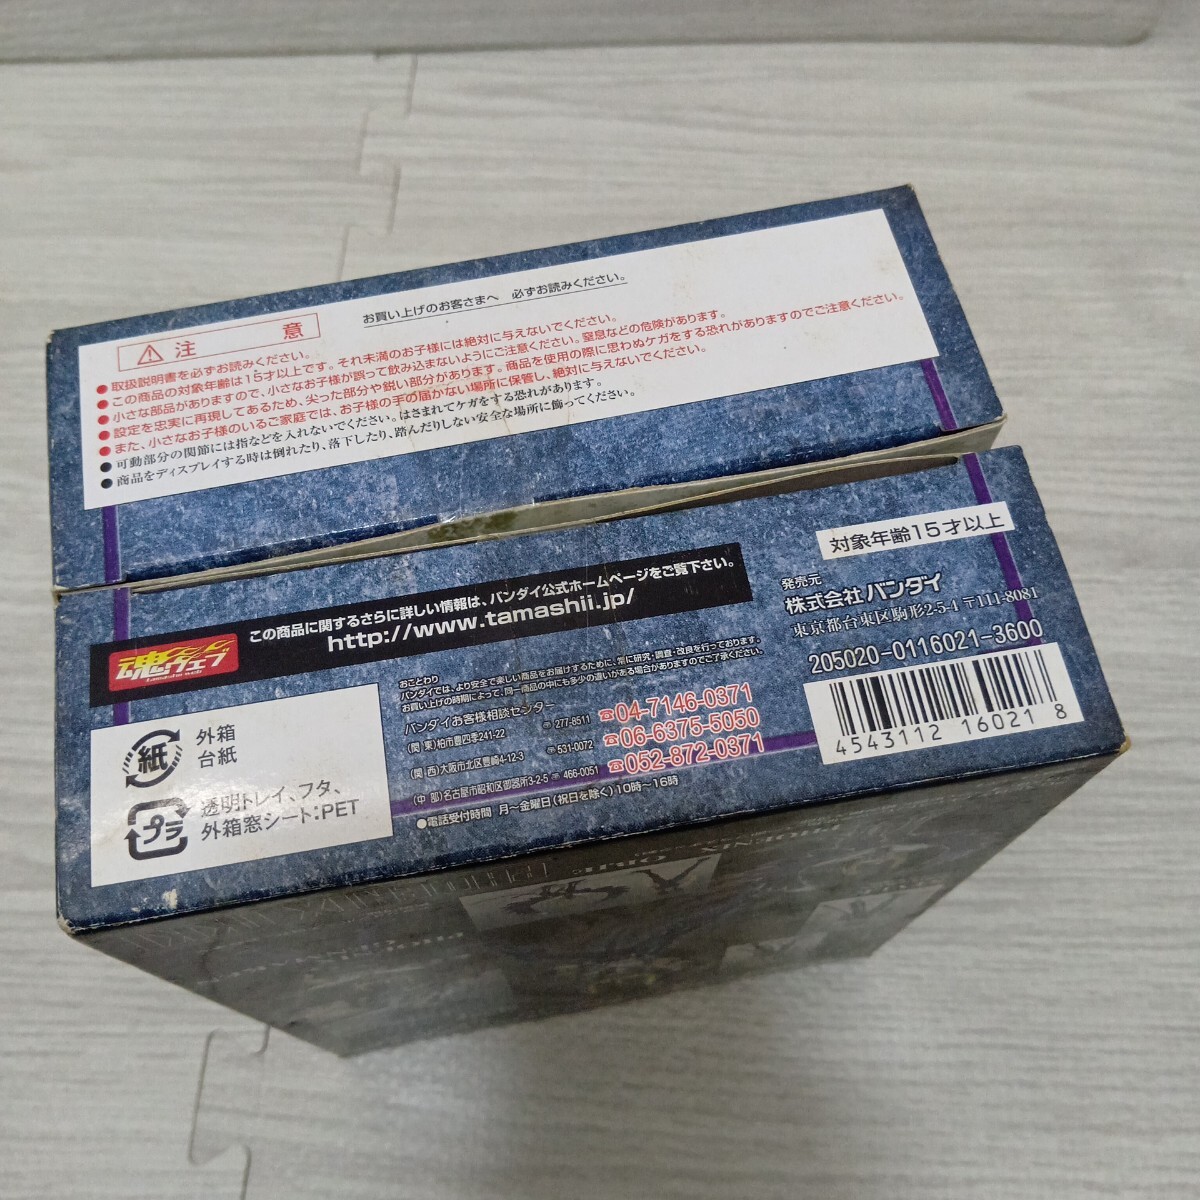 お買い上げのお客さまへ　必ずお読みください。
⚠ 注　意
●取扱説明書を必ずお読みください。
●この商品の対象年齢は15才以上です。それ未満のお子様には絶対に与えないでください。
●小さな部品がありますので、小さなお子様が誤って飲み込まないようにご注意ください。窒息などの危険があります。
●設定を忠実に再現してあるため、尖った部分や鋭い部分があります。商品を使用の際に思わぬケガをする恐れがありますのでご注意ください。
●また、小さなお子様のいるご家庭では、お子様の手の届かない場所に保管し、絶対に与えないでください。
●可動部分の関節には指などを入れないでください。はさまれてケガをする恐れがあります。
●商品をディスプレイする時は倒れたり、落下したり、踏んだりしない安全な場所に飾ってください。
対象年齢15才以上
魂ウェブ
tamashii web
この商品に関するさらに詳しい情報は、バンダイ公式ホームページをご覧下さい。
http://www.tamashii.jp/
発売元
株式会社 バンダイ
東京都台東区駒形2-5-4 〒111-8081
205020-0116021-3600
4543112 160218
おことわり
バンダイでは、より安全で楽しい商品をお届けするために、常に研究・調査・改良を行っております。
お買い上げの時期によって、同一商品の中にも多少の違いがある場合がありますのでご了承ください。
バンダイお客様相談センター
(関 東)柏市豊四季241-22 〒277-8511 ☎04-7146-0371
(関 西)大阪市北区豊崎4-12-3 〒531-0072 ☎06-6375-5050
(中 部)名古屋市昭和区御器所3-2-5 〒466-0051 ☎052-872-0371
●電話受付時間　月〜金曜日(祝日を除く)10時〜16時
紙
外箱
台紙
プラ
透明トレイ、フタ、
外箱窓シート:PET